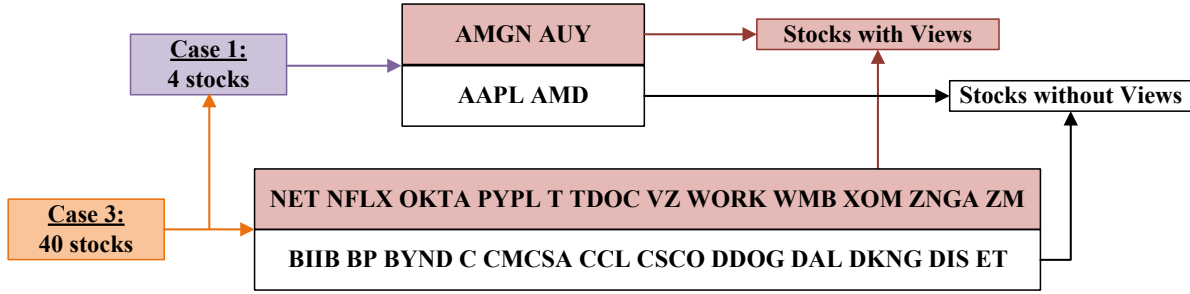 Case 1:
4 stocks
AMGN AUY
AAPL AMD
Stocks with Views
Stocks without Views
Case 3:
40 stocks
NET NFLX OKTA PYPL T TDOC VZ WORK WMB XOM ZNGA ZM
BIIB BP BYND C CMCSA CCL CSCO DDOG DAL DKNG DIS ET